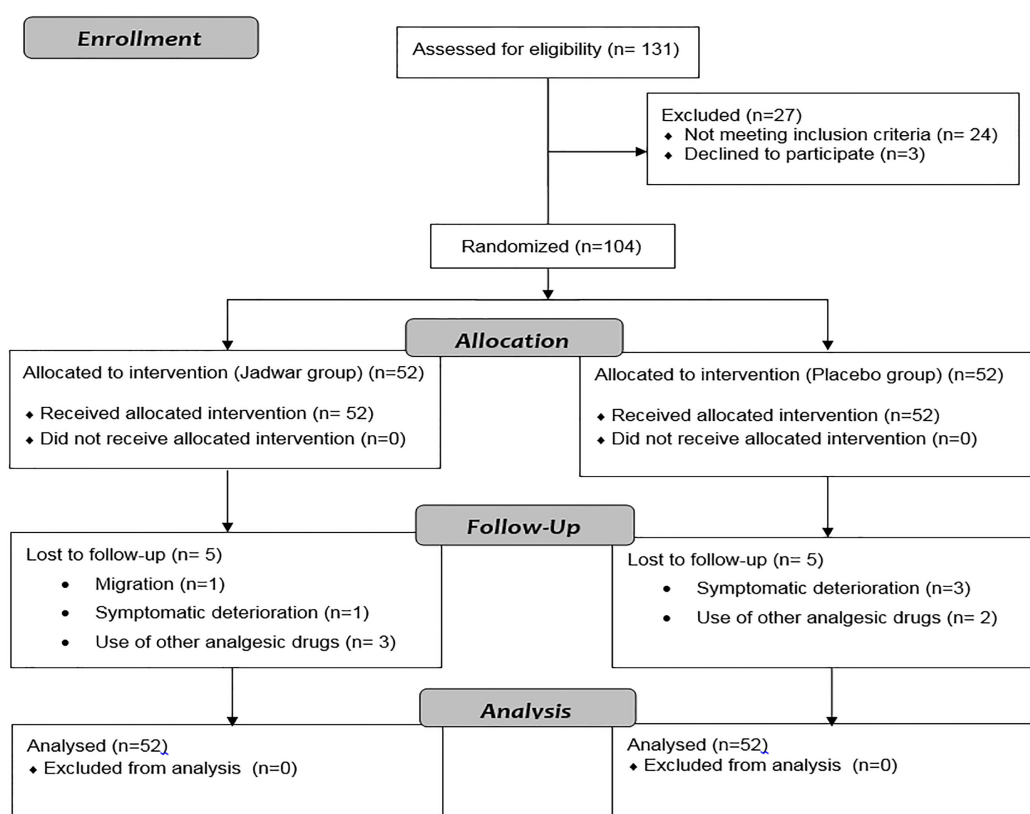 Enrollment
Assessed for eligibility (n= 131)
Excluded (n=27)
◆ Not meeting inclusion criteria (n= 24)
◆ Declined to participate (n=3)
Randomized (n=104)
Allocation
Allocated to intervention (Jadwar group) (n=52)
◆ Received allocated intervention (n= 52)
◆ Did not receive allocated intervention (n=0)
Allocated to intervention (Placebo group) (n=52)
◆ Received allocated intervention (n=52)
◆ Did not receive allocated intervention (n=0)
Follow-Up
Lost to follow-up (n= 5)
• Migration (n=1)
• Symptomatic deterioration (n=1)
• Use of other analgesic drugs (n= 3)
Lost to follow-up (n= 5)
• Symptomatic deterioration (n=3)
• Use of other analgesic drugs (n= 2)
Analysis
Analysed (n=52)
◆ Excluded from analysis (n=0)
Analysed (n=52)
◆ Excluded from analysis (n=0)